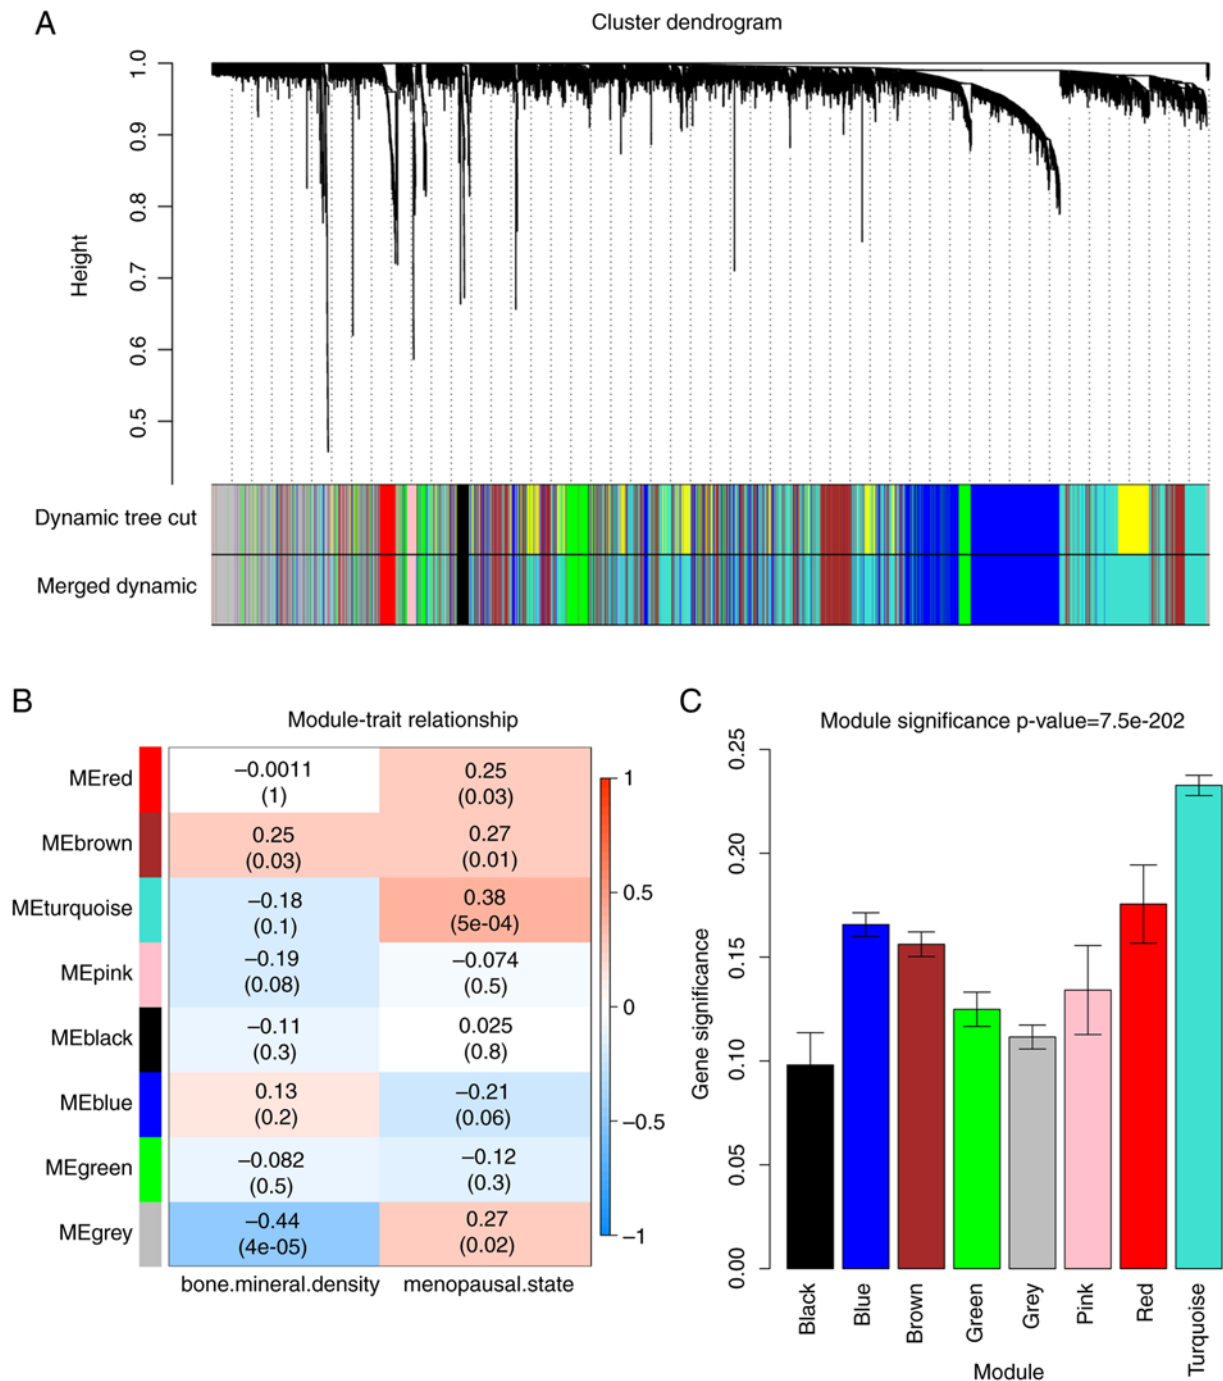 A
Cluster dendrogram
Height
1.0
0.9
0.8
0.7
0.6
0.5
Dynamic tree cut
Merged dynamic
B
Module-trait relationship
MEred
−0.0011
(1)
0.25
(0.03)
MEbrown
0.25
(0.03)
0.27
(0.01)
MEturquoise
−0.18
(0.1)
0.38
(5e-04)
MEpink
−0.19
(0.08)
−0.074
(0.5)
MEblack
−0.11
(0.3)
0.025
(0.8)
MEblue
0.13
(0.2)
−0.21
(0.06)
MEgreen
−0.082
(0.5)
−0.12
(0.3)
MEgrey
−0.44
(4e-05)
0.27
(0.02)
bone.mineral.density
menopausal.state
1
0.5
0
−0.5
−1
C
Module significance p-value=7.5e-202
Gene significance
0.25
0.20
0.15
0.10
0.05
0.00
Black
Blue
Brown
Green
Grey
Pink
Red
Turquoise
Module